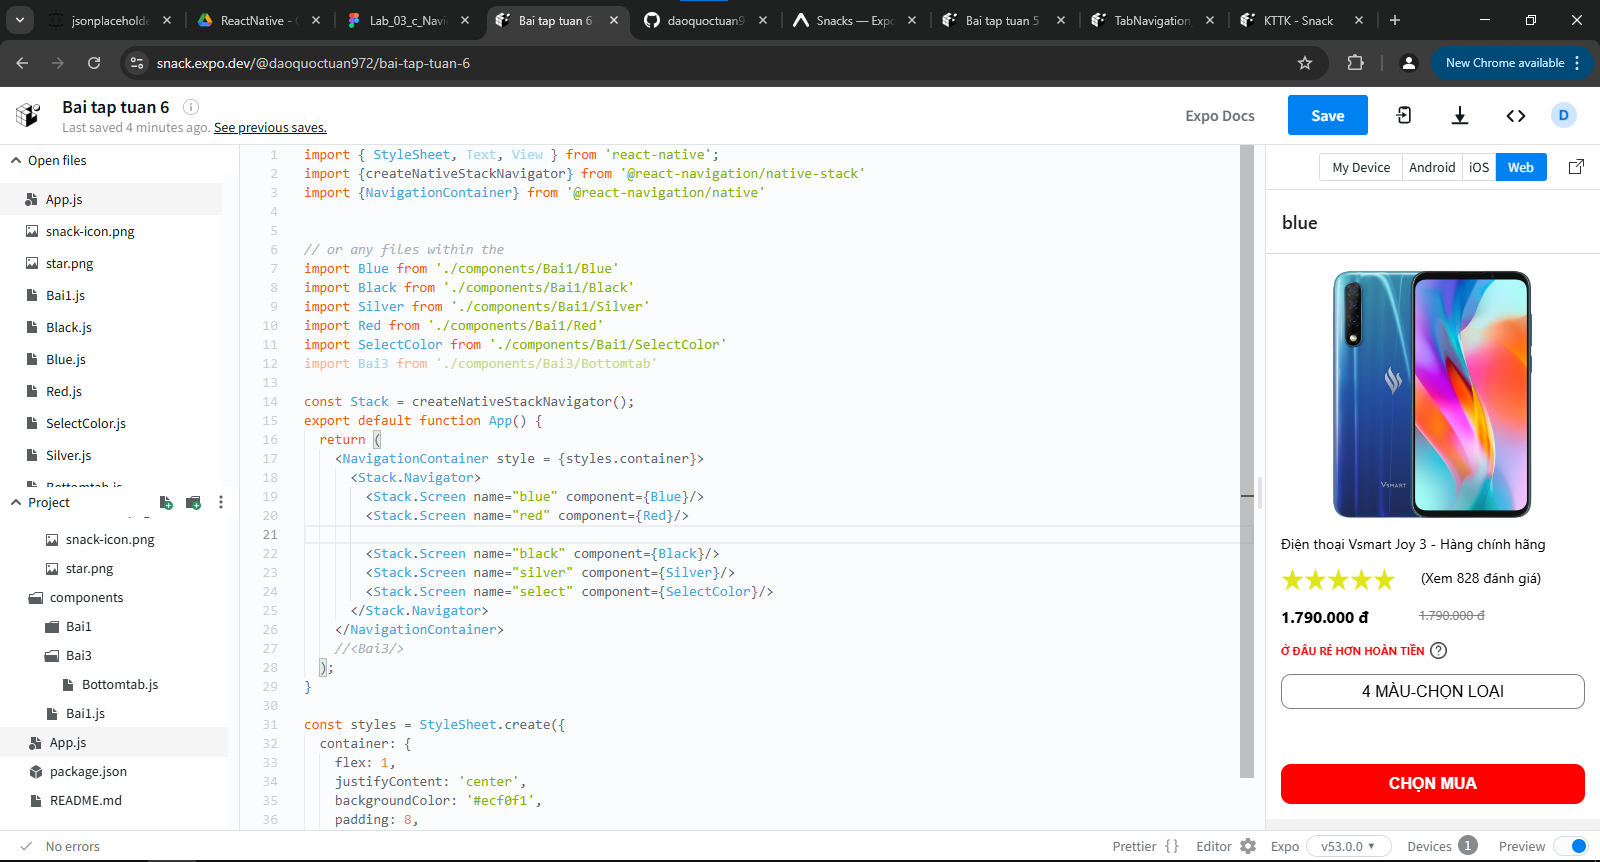 jsonplaceholde
ReactNative -
Lab_03_c_Navi
Bai tap tuan 6
daoquoctuan9
Snacks — Expo
Bai tap tuan 5
TabNavigation_
KTTK - Snack
snack.expo.dev/@daoquoctuan972/bai-tap-tuan-6
New Chrome available
Bai tap tuan 6
Last saved 4 minutes ago. See previous saves.
Expo Docs
Save
D
Open files
App.js
snack-icon.png
star.png
Bai1.js
Black.js
Blue.js
Red.js
SelectColor.js
Silver.js
Bottomtab.js
Project
snack-icon.png
star.png
components
Bai1
Bai3
Bottomtab.js
Bai1.js
App.js
package.json
README.md
1 import { StyleSheet, Text, View } from 'react-native';
2 import {createNativeStackNavigator} from '@react-navigation/native-stack'
3 import {NavigationContainer} from '@react-navigation/native'
4
5
6 // or any files within the
7 import Blue from './components/Bai1/Blue'
8 import Black from './components/Bai1/Black'
9 import Silver from './components/Bai1/Silver'
10 import Red from './components/Bai1/Red'
11 import SelectColor from './components/Bai1/SelectColor'
12 import Bai3 from './components/Bai3/Bottomtab'
13
14 const Stack = createNativeStackNavigator();
15 export default function App() {
16 return (
17 <NavigationContainer style = {styles.container}>
18 <Stack.Navigator>
19 <Stack.Screen name="blue" component={Blue}/>
20 <Stack.Screen name="red" component={Red}/>
21
22 <Stack.Screen name="black" component={Black}/>
23 <Stack.Screen name="silver" component={Silver}/>
24 <Stack.Screen name="select" component={SelectColor}/>
25 </Stack.Navigator>
26 </NavigationContainer>
27 //<Bai3/>
28 );
29 }
30
31 const styles = StyleSheet.create({
32 container: {
33 flex: 1,
34 justifyContent: 'center',
35 backgroundColor: '#ecf0f1',
36 padding: 8,
My Device
Android
iOS
Web
blue
VSMART
Điện thoại Vsmart Joy 3 - Hàng chính hãng
(Xem 828 đánh giá)
1.790.000 đ
1.790.000 đ
Ở ĐÂU RẺ HƠN HOÀN TIỀN ?
4 MÀU-CHỌN LOẠI
CHỌN MUA
No errors
Prettier { }
Editor
Expo
v53.0.0
Devices 1
Preview